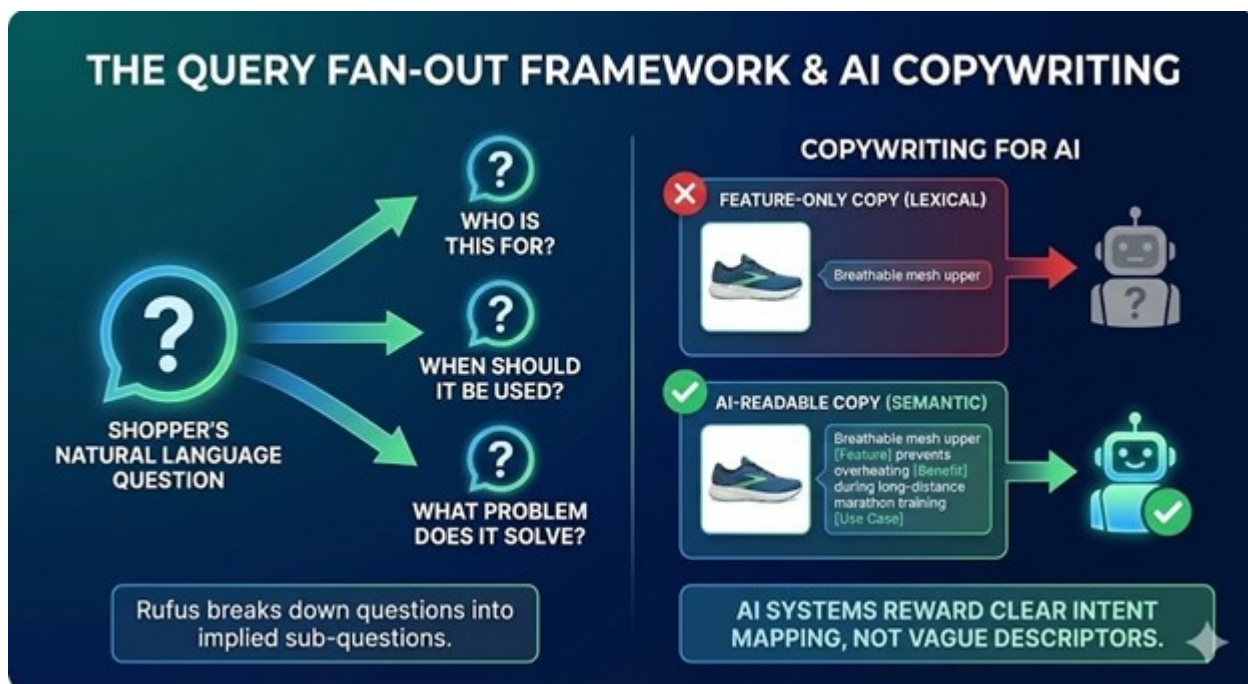 THE QUERY FAN-OUT FRAMEWORK & AI COPYWRITING
?
SHOPPER'S
NATURAL LANGUAGE
QUESTION
?
WHO IS
THIS FOR?
?
WHEN SHOULD
IT BE USED?
?
WHAT PROBLEM
DOES IT SOLVE?
Rufus breaks down questions into
implied sub-questions.
COPYWRITING FOR AI
FEATURE-ONLY COPY (LEXICAL)
Breathable mesh upper
?
AI-READABLE COPY (SEMANTIC)
Breathable mesh upper
[Feature] prevents
overheating [Benefit]
during long-distance
marathon training
[Use Case]
AI SYSTEMS REWARD CLEAR INTENT
MAPPING, NOT VAGUE DESCRIPTORS.